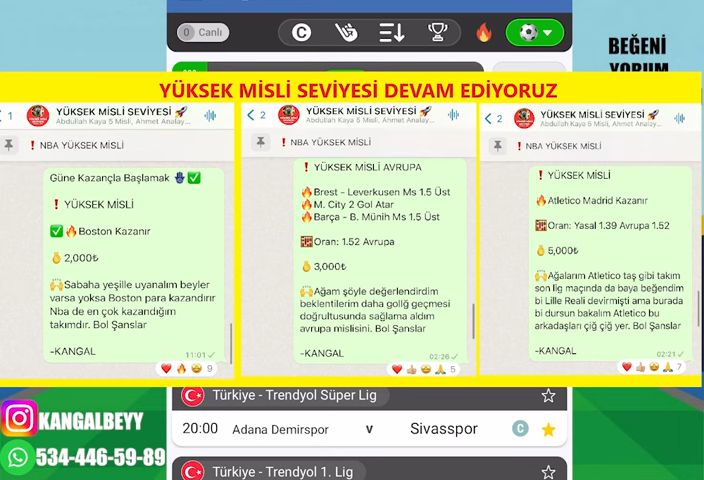 0 Canlı
BEĞENİ
YORUM
YÜKSEK MİSLİ SEVİYESİ DEVAM EDİYORUZ
1
YÜKSEK MİSLİ SEVİYESİ 🚀
Abdullah Kaya 5 Misli, Ahmet Analay...
❗ NBA YÜKSEK MİSLİ
Güne Kazançla Başlamak 🪬✅
❗ YÜKSEK MİSLİ
✅🔥Boston Kazanır
🥇2,000₺
🙌Sabaha yeşille uyanalım beyler
varsa yoksa Boston para kazandırır
Nba de en çok kazandığım
takımdır. Bol Şanslar
-KANGAL
11:01
❤️🔥🤩 9
2
YÜKSEK MİSLİ SEVİYESİ 🚀
Abdullah Kaya 5 Misli, Ahmet Analay...
❗ NBA YÜKSEK MİSLİ
❗ YÜKSEK MİSLİ AVRUPA
🔥Brest - Leverkusen Ms 1.5 Üst
🔥M. City 2 Gol Atar
🔥Barça - B. Münih Ms 1.5 Üst
🧮Oran: 1.52 Avrupa
🥇3,000₺
🙌Ağam şöyle değerlendirdim
beklentilerim daha gollğ geçmesi
doğrultusunda sağlama aldım
avrupa mislisini. Bol Şanslar
-KANGAL
02:26
❤️👍🤩🙏 5
2
YÜKSEK MİSLİ SEVİYESİ 🚀
Abdullah Kaya 5 Misli, Ahmet Analay...
❗ NBA YÜKSEK MİSLİ
❗ YÜKSEK MİSLİ
🔥Atletico Madrid Kazanır
🧮Oran: Yasal 1.39 Avrupa 1.52
🥇5,000₺
🙌Ağalarım Atletico taş gibi takım
son lig maçında da baya beğendim
bi Lille Reali devirmişti ama burada
bi dursun bakalım Atletico bu
arkadaşları çiğ çiğ yer. Bol Şanslar
-KANGAL
02:21
❤️👍🤩🙏 7
Türkiye - Trendyol Süper Lig
20:00 Adana Demirspor v Sivasspor C
Türkiye - Trendyol 1. Lig
KANGALBEYY
534-446-59-89